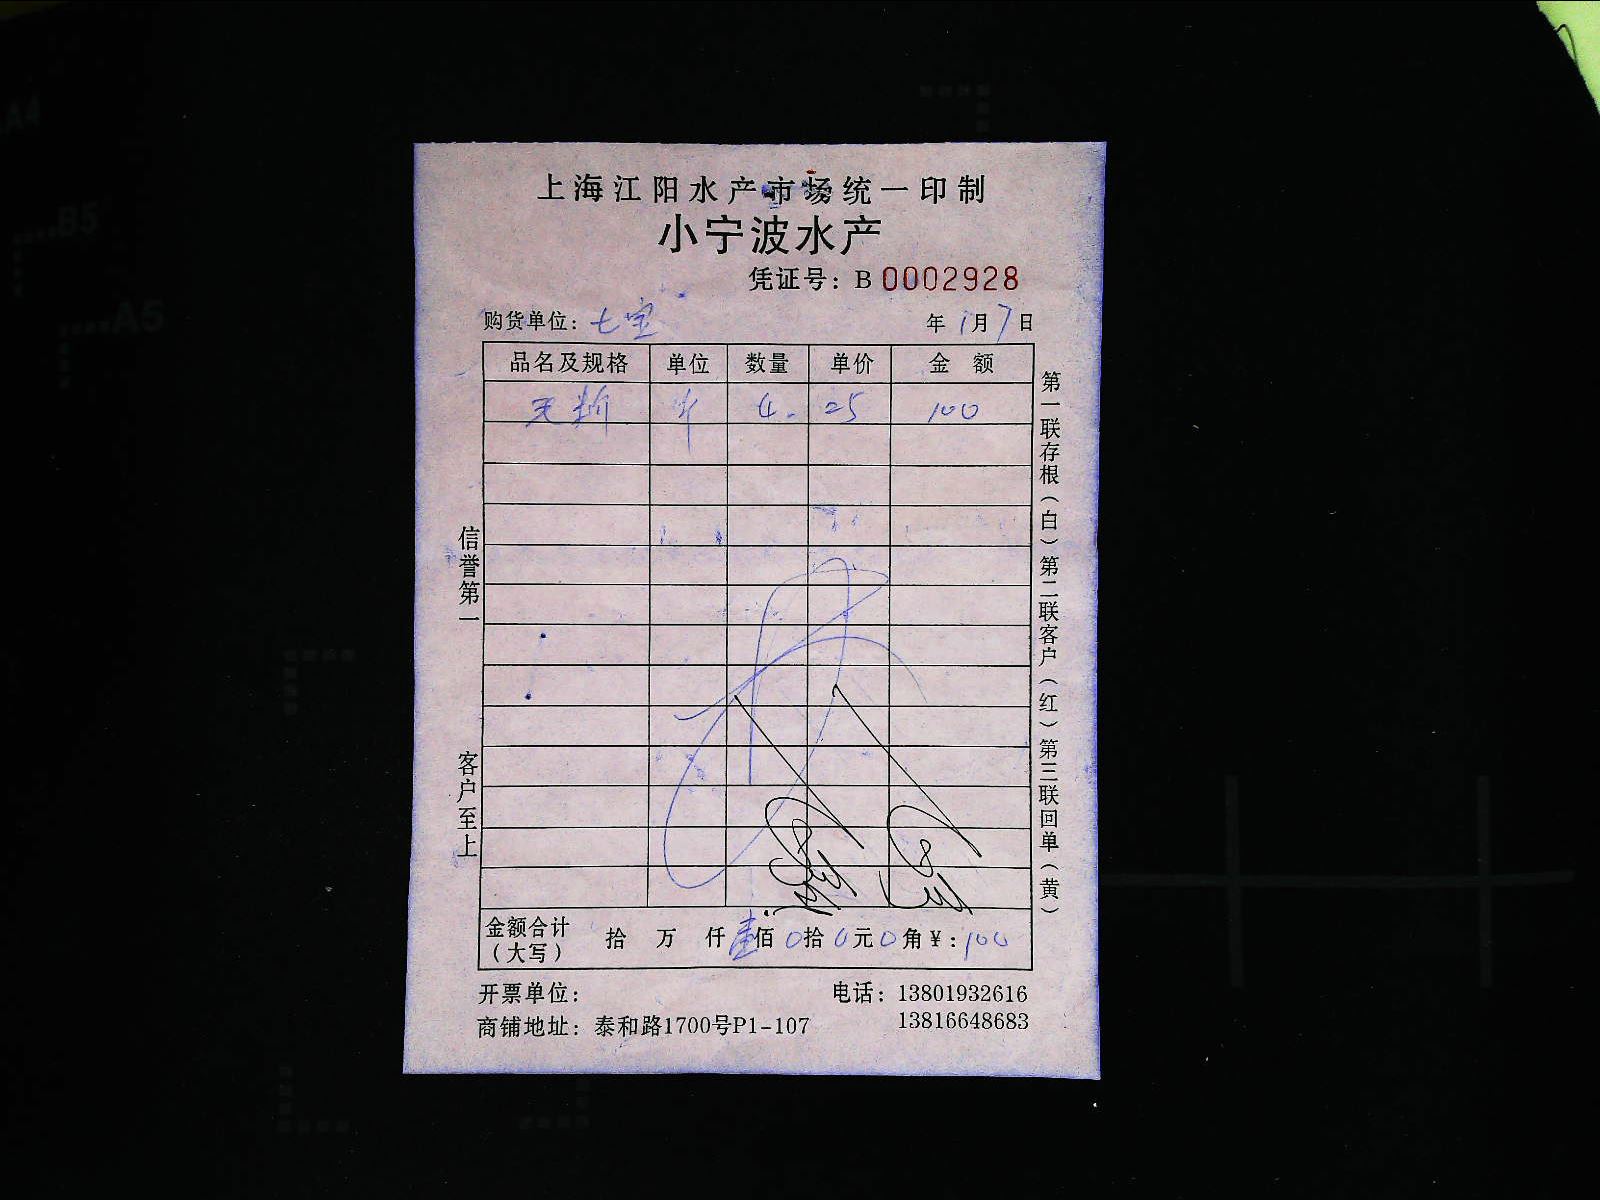 上海江阳水产市场统一印制
小宁波水产
凭证号：B 0002928
购货单位：七宝 年1月7日
品名及规格 单位 数量 单价 金额
斤 4. 25 100
信誉第一
客户至上
第一联存根（白）第二联客户（红）第三联回单（黄）
金额合计（大写） 拾 万 仟 壹佰 0拾 0元 0角 ¥：100
开票单位： 电话：13801932616
13816648683
商铺地址：泰和路1700号P1-107
A4
B5
A5